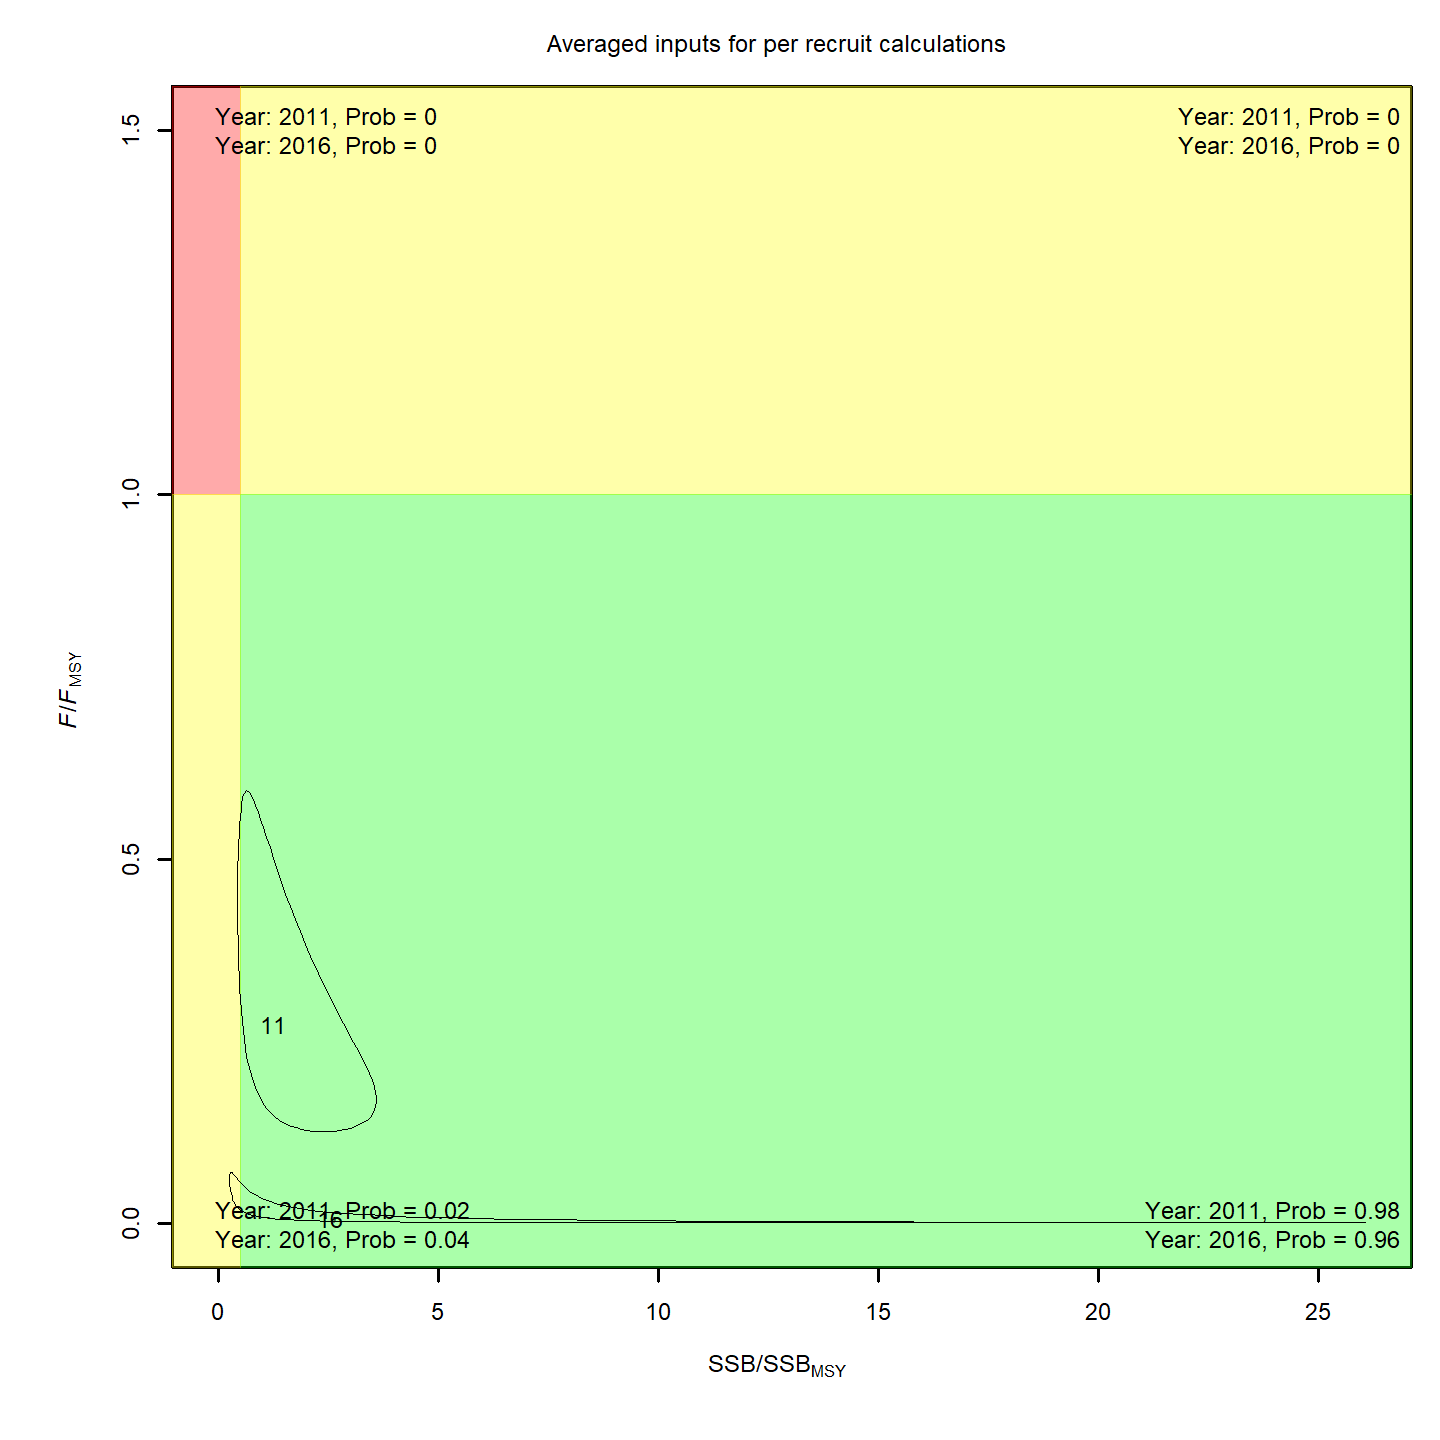 Averaged inputs for per recruit calculations
Year: 2011, Prob = 0
Year: 2016, Prob = 0
Year: 2011, Prob = 0
Year: 2016, Prob = 0
1.5
1.0
0.5
0.0
F/FMSY
11
16
Year: 2011, Prob = 0.02
Year: 2016, Prob = 0.04
Year: 2011, Prob = 0.98
Year: 2016, Prob = 0.96
0 5 10 15 20 25
SSB/SSBMSY